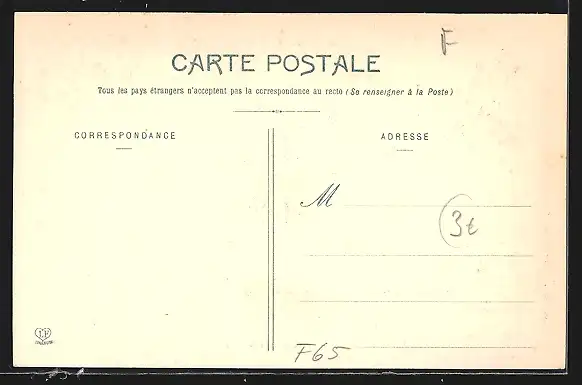 F
CARTE POSTALE
Tous les pays étrangers n'acceptent pas la correspondance au recto (Se renseigner à la Poste)
CORRESPONDANCE
ADRESSE
M
3€
F65